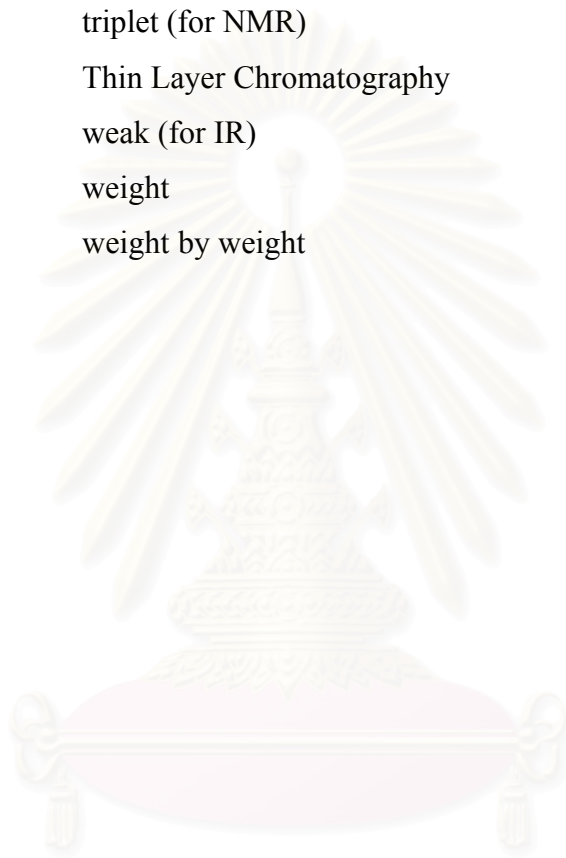 triplet (for NMR)
Thin Layer Chromatography
weak (for IR)
weight
weight by weight